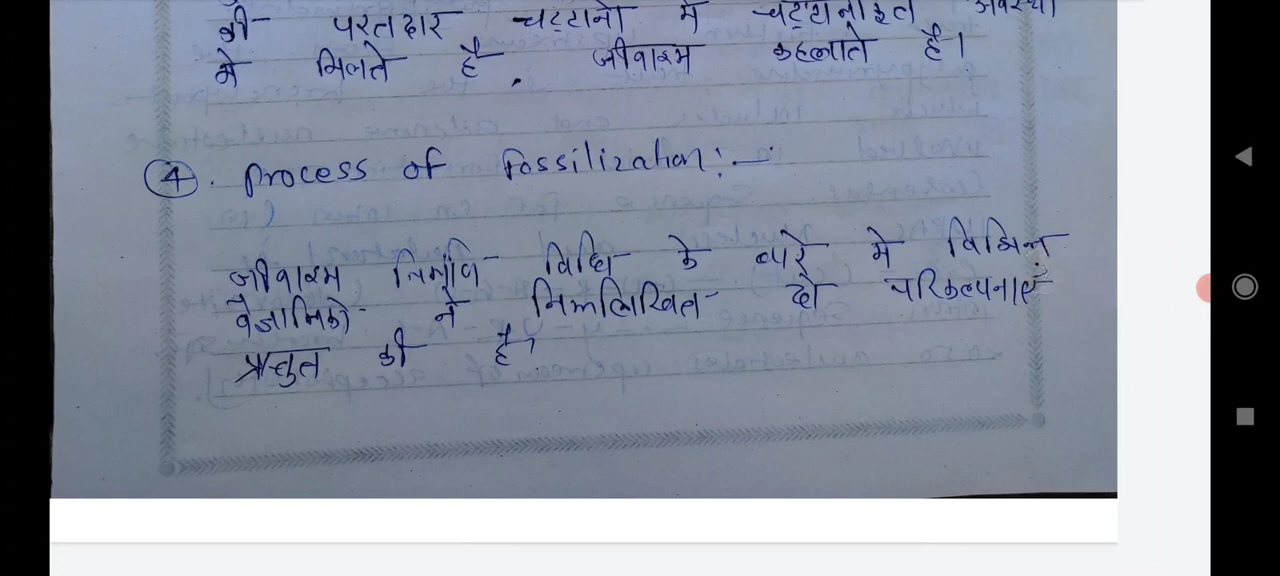 की परतदार चट्टानो मे चट्टानीकृत अवस्था
मे मिलते है, जीवाश्म कहलाते है।
4. Process of Fossilization:-
जीवाश्म निर्माण विधि के बारे मे विभिन्न
वैज्ञानिको ने निम्नलिखित दो परिकल्पनाएं
प्रस्तुत की है।